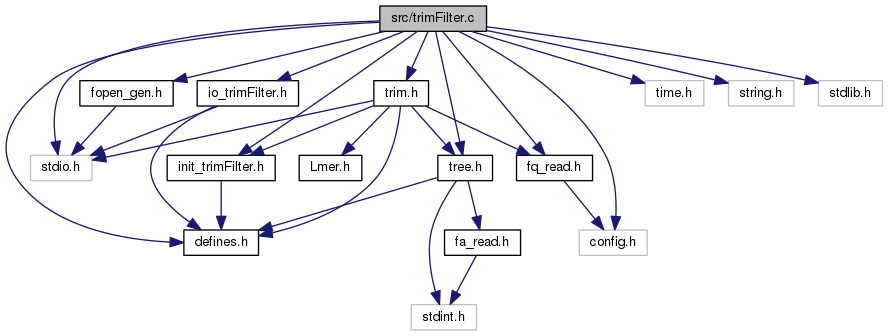 src/trimFilter.c
fopen_gen.h
io_trimFilter.h
trim.h
time.h
string.h
stdlib.h
stdio.h
init_trimFilter.h
Lmer.h
tree.h
fq_read.h
defines.h
fa_read.h
config.h
stdint.h